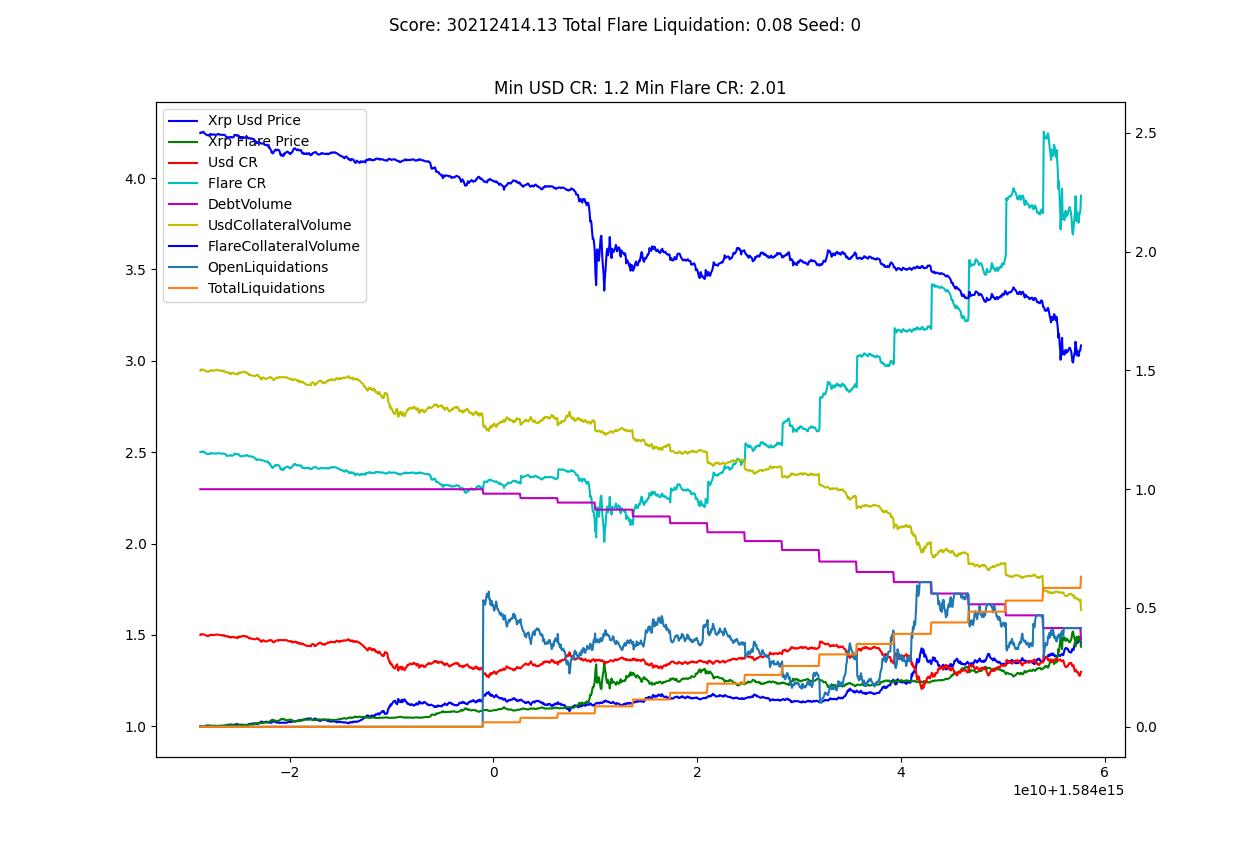 Score: 30212414.13 Total Flare Liquidation: 0.08 Seed: 0
Min USD CR: 1.2 Min Flare CR: 2.01
Xrp Usd Price
Xrp Flare Price
Usd CR
Flare CR
DebtVolume
UsdCollateralVolume
FlareCollateralVolume
OpenLiquidations
TotalLiquidations
4.0
3.5
3.0
2.5
2.0
1.5
1.0
2.5
2.0
1.5
1.0
0.5
0.0
−2 0 2 4 6
1e10+1.584e15